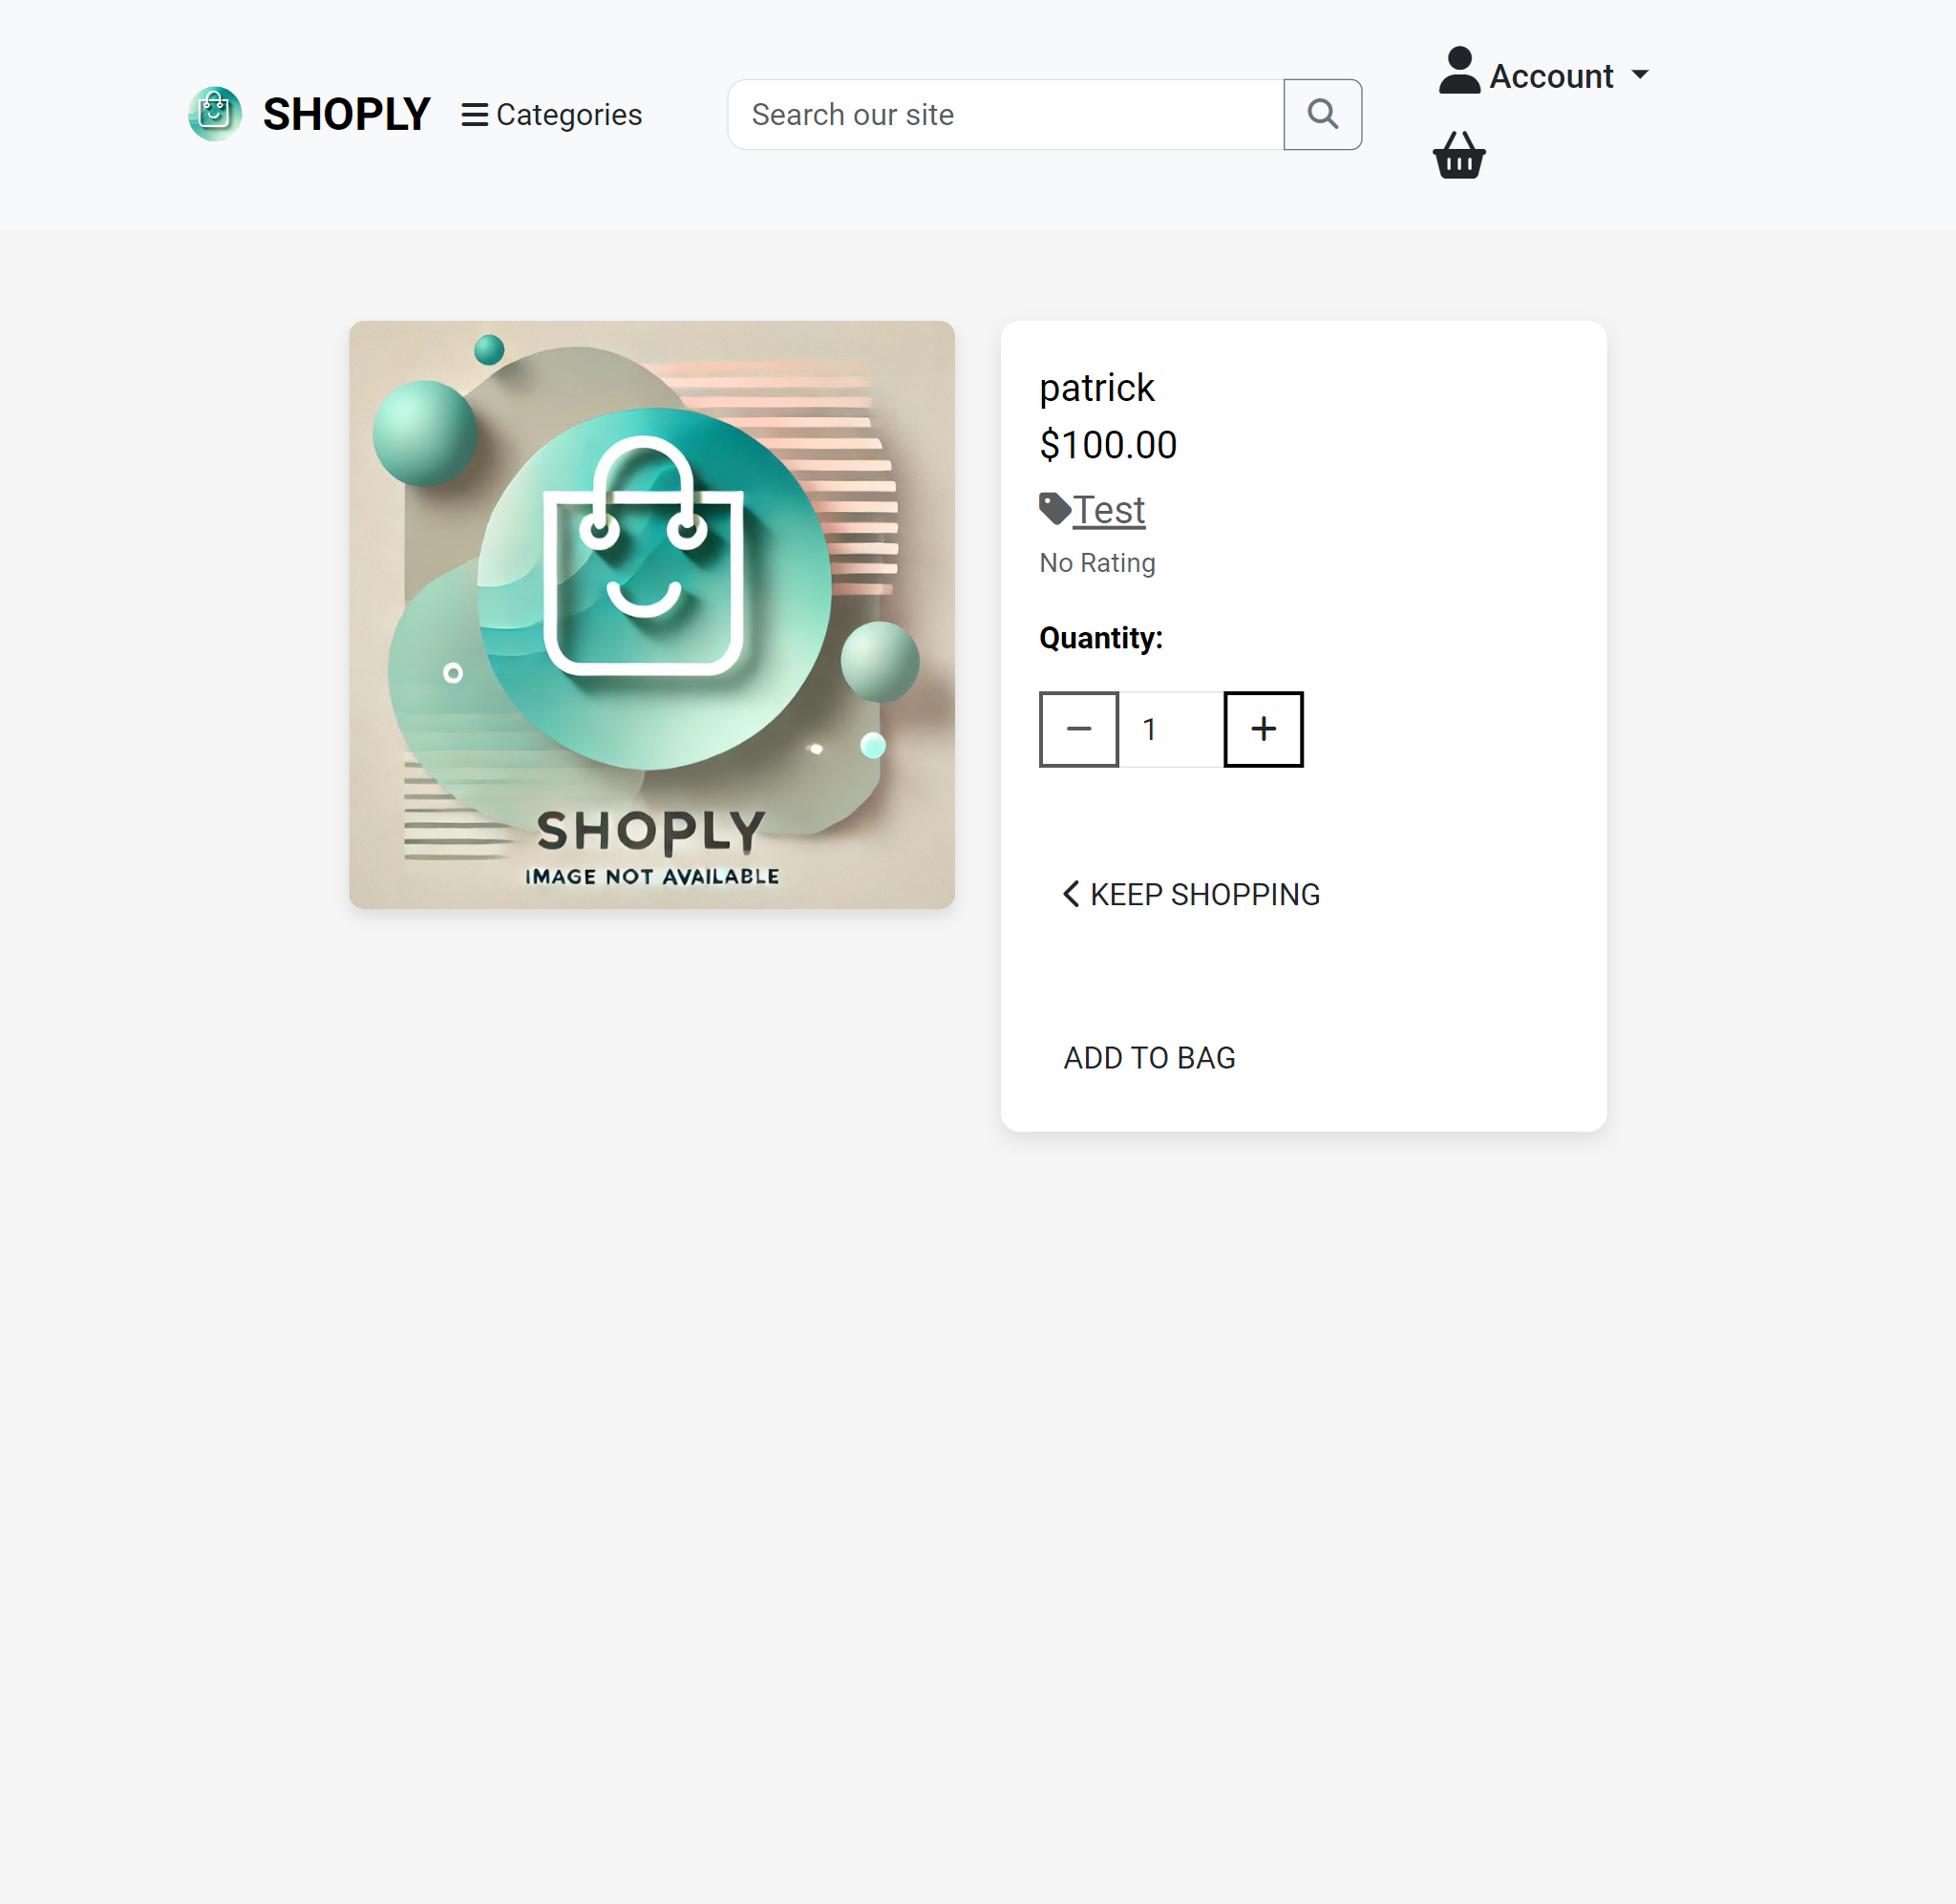 SHOPLY
Categories
Search our site
Account
SHOPLY
IMAGE NOT AVAILABLE
patrick
$100.00
Test
No Rating
Quantity:
1
KEEP SHOPPING
ADD TO BAG